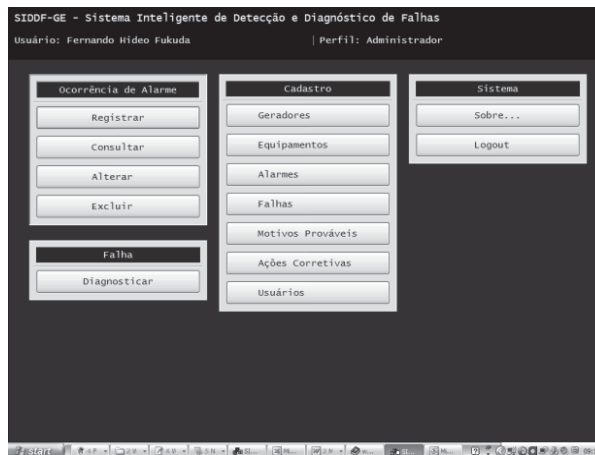 SIDDF-GE - Sistema Inteligente de Detecção e Diagnóstico de Falhas
Usuário: Fernando Hideo Fukuda | Perfil: Administrador
Ocorrência de Alarme
Registrar
Consultar
Alterar
Excluir
Falha
Diagnosticar
Cadastro
Geradores
Equipamentos
Alarmes
Falhas
Motivos Prováveis
Ações Corretivas
Usuários
Sistema
Sobre...
Logout
start